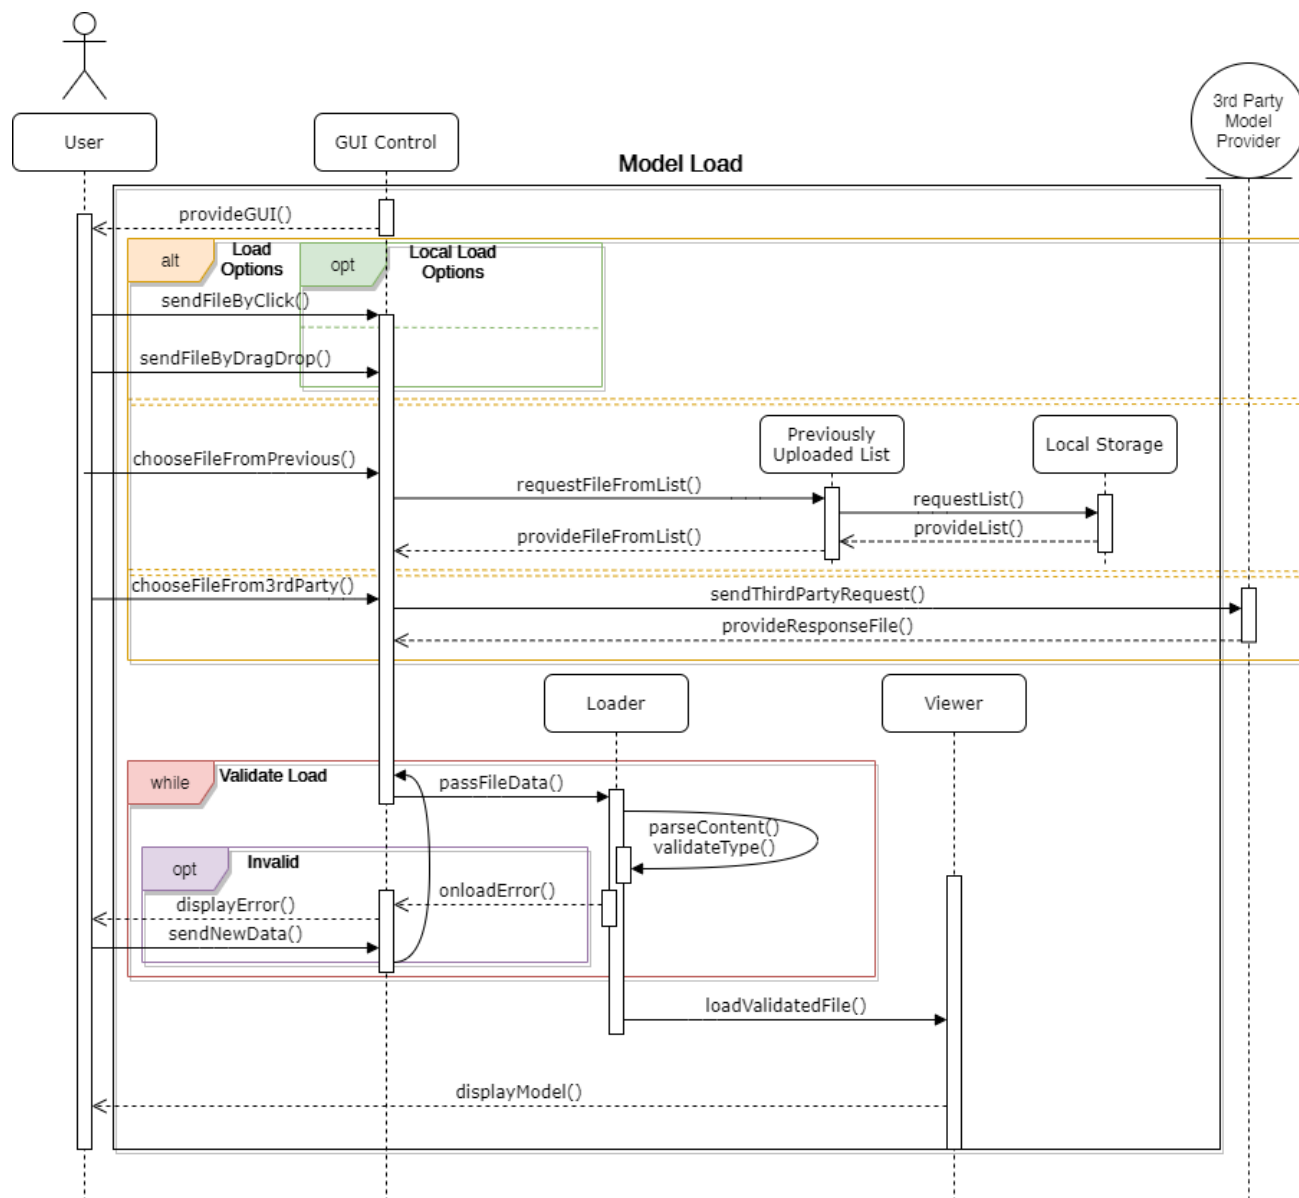 User
GUI Control
3rd Party
Model
Provider
Model Load
provideGUI()
alt
Load
Options
opt
Local Load
Options
sendFileByClick()
sendFileByDragDrop()
Previously
Uploaded List
Local Storage
chooseFileFromPrevious()
requestFileFromList()
requestList()
provideFileFromList()
provideList()
chooseFileFrom3rdParty()
sendThirdPartyRequest()
provideResponseFile()
Loader
Viewer
while
Validate Load
passFileData()
parseContent()
validateType()
opt
Invalid
onloadError()
displayError()
sendNewData()
loadValidatedFile()
displayModel()